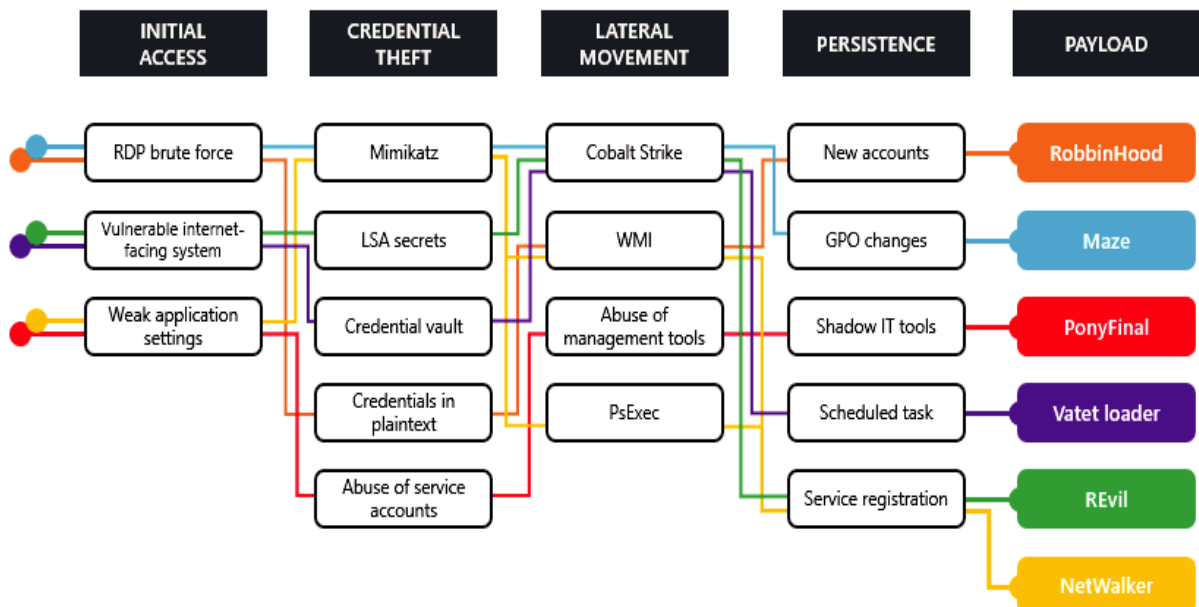 INITIAL
ACCESS
CREDENTIAL
THEFT
LATERAL
MOVEMENT
PERSISTENCE
PAYLOAD
RDP brute force
Mimikatz
Cobalt Strike
New accounts
RobbinHood
Vulnerable internet-
facing system
LSA secrets
WMI
GPO changes
Maze
Weak application
settings
Credential vault
Abuse of
management tools
Shadow IT tools
PonyFinal
Credentials in
plaintext
PsExec
Scheduled task
Vatet loader
Abuse of service
accounts
Service registration
REvil
NetWalker